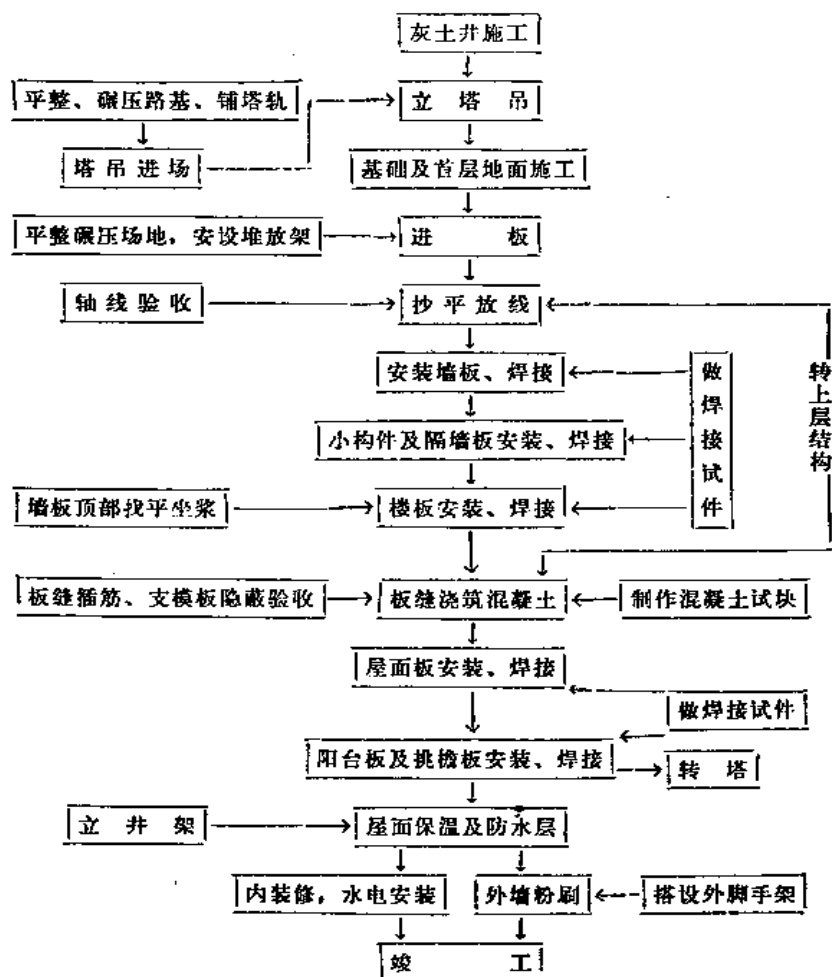 灰土井施工
平整、碾压路基、铺塔轨
立塔吊
塔吊进场
基础及首层地面施工
平整碾压场地，安设堆放架
进板
轴线验收
抄平放线
安装墙板、焊接
做焊接试件
转上层结构
小构件及隔墙板安装、焊接
墙板顶部找平坐浆
楼板安装、焊接
板缝插筋、支模板隐蔽验收
板缝浇筑混凝土
制作混凝土试块
屋面板安装、焊接
做焊接试件
阳台板及挑檐板安装、焊接
转塔
立井架
屋面保温及防水层
内装修，水电安装
外墙粉刷
搭设外脚手架
竣工